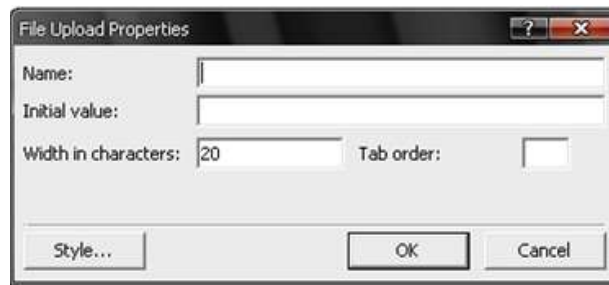 File Upload Properties ?
Name:
Initial value:
Width in characters: 20 Tab order:
Style... OK Cancel